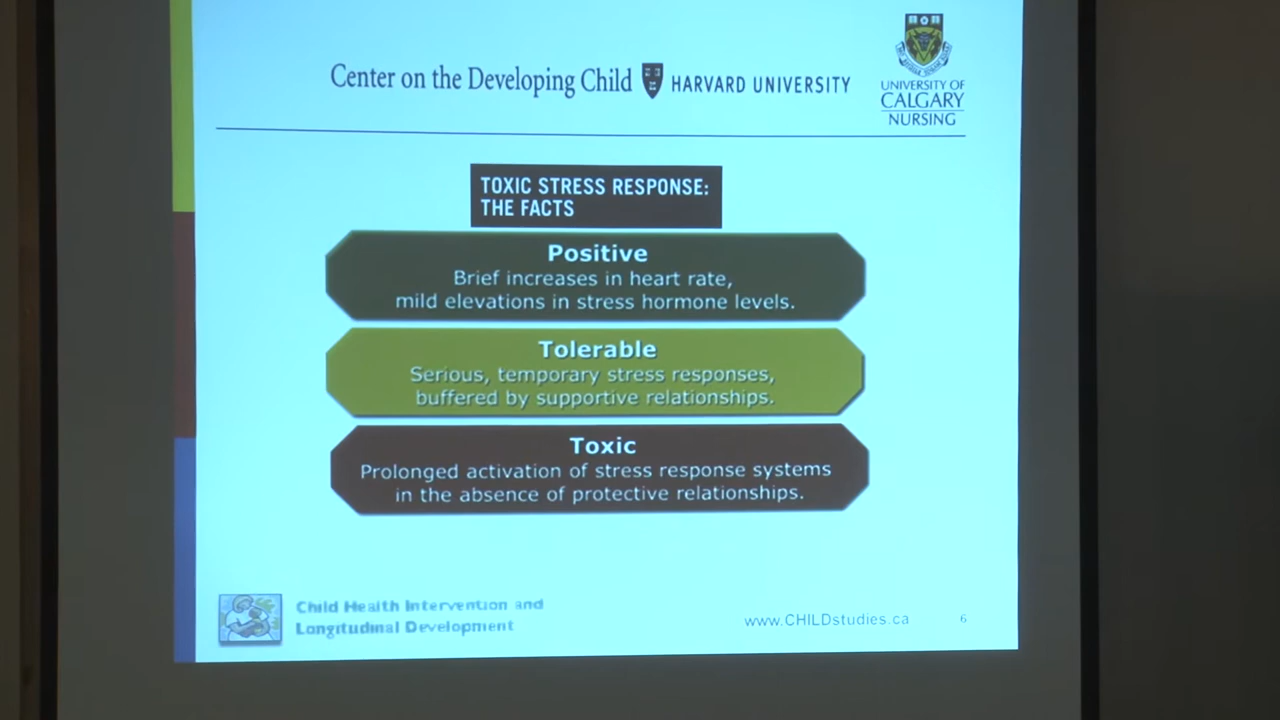 Center on the Developing Child HARVARD UNIVERSITY
UNIVERSITY OF
CALGARY
NURSING
TOXIC STRESS RESPONSE:
THE FACTS
Positive
Brief increases in heart rate,
mild elevations in stress hormone levels.
Tolerable
Serious, temporary stress responses,
buffered by supportive relationships.
Toxic
Prolonged activation of stress response systems
in the absence of protective relationships.
Child Health Intervention and
Longitudinal Development
www.CHILDstudies.ca
6